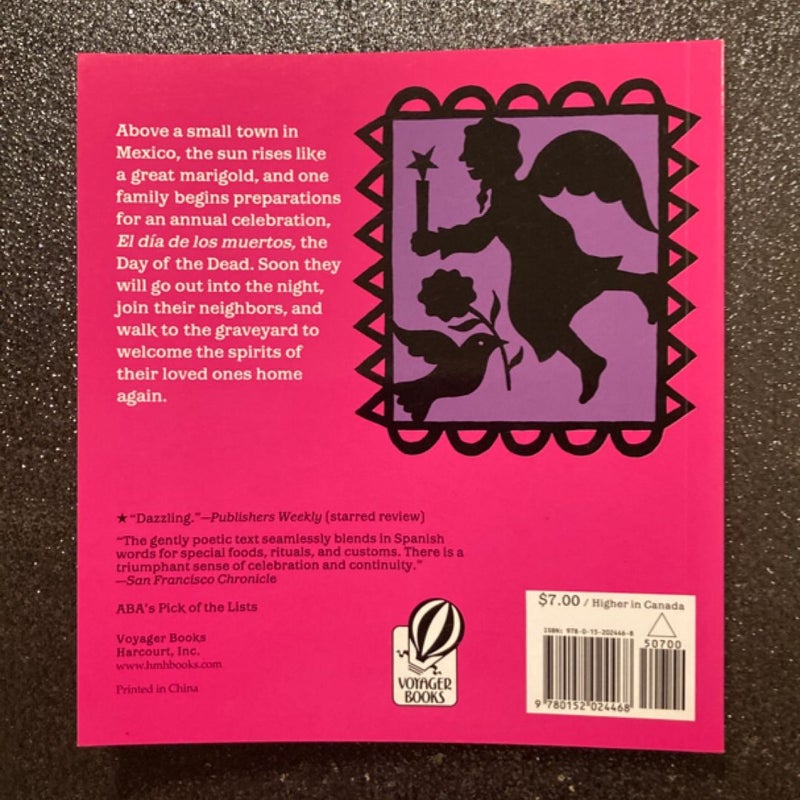 Above a small town in
Mexico, the sun rises like
a great marigold, and one
family begins preparations
for an annual celebration,
El día de los muertos, the
Day of the Dead. Soon they
will go out into the night,
join their neighbors, and
walk to the graveyard to
welcome the spirits of
their loved ones home
again.
★ “Dazzling.”—Publishers Weekly (starred review)
“The gently poetic text seamlessly blends in Spanish
words for special foods, rituals, and customs. There is a
triumphant sense of celebration and continuity.”
—San Francisco Chronicle
ABA's Pick of the Lists
Voyager Books
Harcourt, Inc.
www.hmhbooks.com
Printed in China
VOYAGER
BOOKS
$7.00 / Higher in Canada
ISBN: 978-0-15-202446-8
50700
9 780152 024468